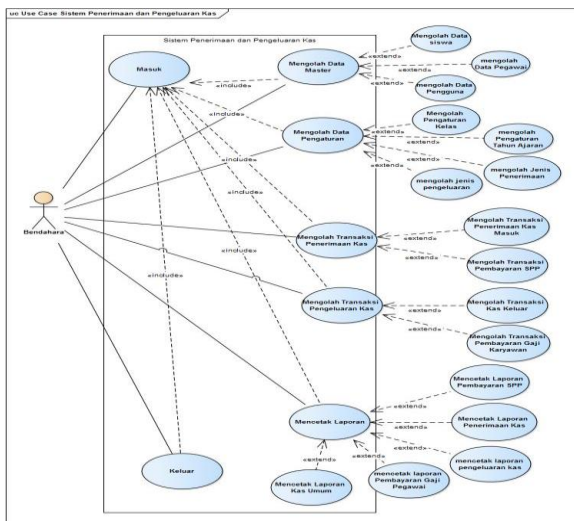 uc Use Case Sistem Penerimaan dan Pengeluaran Kas
Sistem Penerimaan dan Pengeluaran Kas
Masuk
Mengolah Data
Master
Mengolah Data
siswa
mengolah
Data Pegawai
mengolah Data
Pengguna
«extend»
«extend»
«extend»
«include»
Mengolah Data
Pengaturan
Mengolah
Pengaturan
Kelas
mengolah
Pengaturan
Tahun Ajaran
mengolah Jenis
Penerimaan
mengolah jenis
pengeluaran
«extend»
«extend»
«extend»
«extend»
«include»
Bendahara
«include»
Mengolah Transaksi
Penerimaan Kas
Mengolah Transaksi
Penerimaan Kas
Masuk
Mengolah Transaksi
Pembayaran SPP
«extend»
«extend»
«include»
«include»
Mengolah Transaksi
Pengeluaran Kas
Mengolah Transaksi
Kas Keluar
Mengolah Transaksi
Pembayaran Gaji
Karyawan
«extend»
«extend»
«include»
Mencetak Laporan
Mencetak Laporan
Pembayaran SPP
Mencetak Laporan
Penerimaan Kas
mencetak laporan
pengeluaran kas
«extend»
«extend»
«extend»
«extend»
«extend»
Keluar
Mencetak Laporan
Kas Umum
mencetak laporan
Pembayaran Gaji
Pegawai